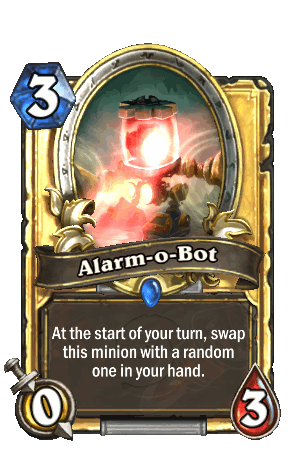 3
Alarm-o-Bot
At the start of your turn, swap
this minion with a random
one in your hand.
0
3